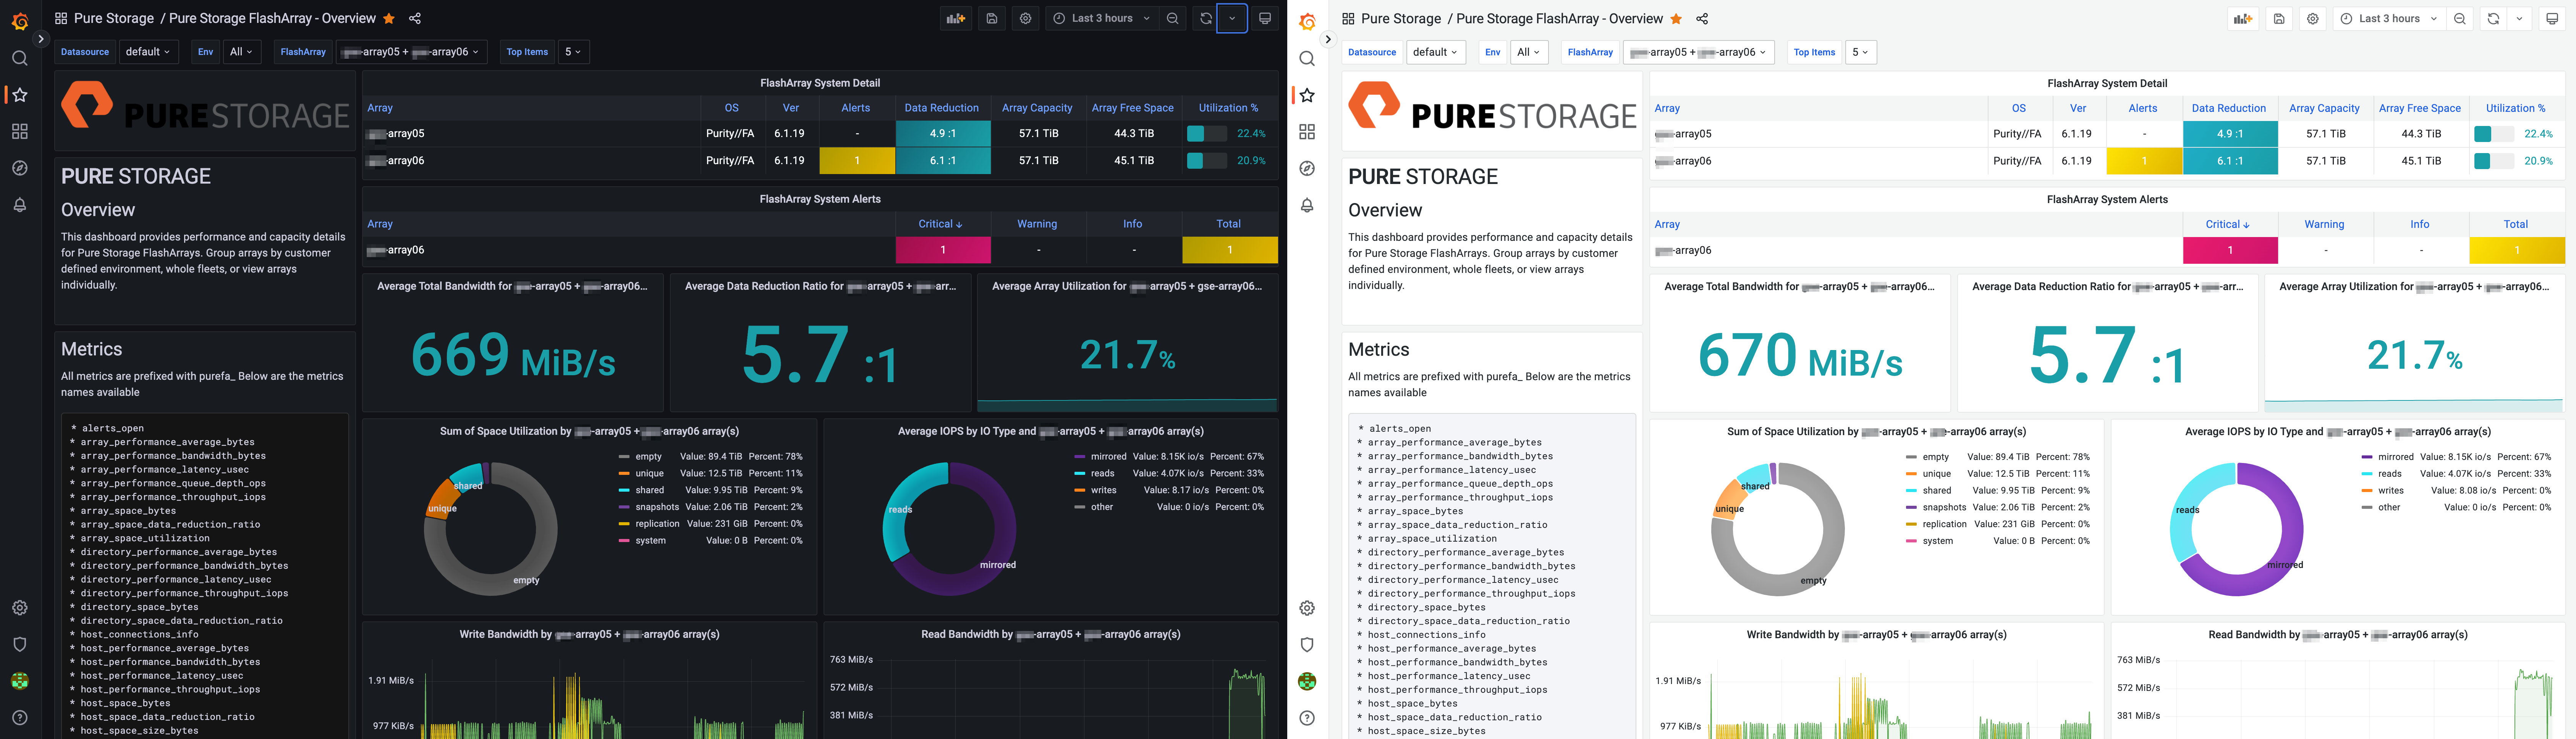 Pure Storage / Pure Storage FlashArray - Overview
Last 3 hours
Datasource default Env All FlashArray -array05 + -array06 Top Items 5
PURESTORAGE
PURE STORAGE
Overview
This dashboard provides performance and capacity details
for Pure Storage FlashArrays. Group arrays by customer
defined environment, whole fleets, or view arrays
individually.
Metrics
All metrics are prefixed with purefa_ Below are the metrics
names available
* alerts_open
* array_performance_average_bytes
* array_performance_bandwidth_bytes
* array_performance_latency_usec
* array_performance_queue_depth_ops
* array_performance_throughput_iops
* array_space_bytes
* array_space_data_reduction_ratio
* array_space_utilization
* directory_performance_average_bytes
* directory_performance_bandwidth_bytes
* directory_performance_latency_usec
* directory_performance_throughput_iops
* directory_space_bytes
* directory_space_data_reduction_ratio
* host_connections_info
* host_performance_average_bytes
* host_performance_bandwidth_bytes
* host_performance_latency_usec
* host_performance_throughput_iops
* host_space_bytes
* host_space_data_reduction_ratio
* host_space_size_bytes
FlashArray System Detail
Array OS Ver Alerts Data Reduction Array Capacity Array Free Space Utilization %
-array05 Purity//FA 6.1.19 - 4.9 :1 57.1 TiB 44.3 TiB 22.4%
-array06 Purity//FA 6.1.19 1 6.1 :1 57.1 TiB 45.1 TiB 20.9%
FlashArray System Alerts
Array Critical ↓ Warning Info Total
-array06 1 - - 1
Average Total Bandwidth for -array05 + -array06...
669 MiB/s
Average Data Reduction Ratio for -array05 + -arr...
5.7 :1
Average Array Utilization for -array05 + gse-array06...
21.7%
Sum of Space Utilization by -array05 + -array06 array(s)
shared
unique
empty
empty Value: 89.4 TiB Percent: 78%
unique Value: 12.5 TiB Percent: 11%
shared Value: 9.95 TiB Percent: 9%
snapshots Value: 2.06 TiB Percent: 2%
replication Value: 231 GiB Percent: 0%
system Value: 0 B Percent: 0%
Average IOPS by IO Type and -array05 + -array06 array(s)
reads
mirrored
mirrored Value: 8.15K io/s Percent: 67%
reads Value: 4.07K io/s Percent: 33%
writes Value: 8.17 io/s Percent: 0%
other Value: 0 io/s Percent: 0%
Write Bandwidth by -array05 + -array06 array(s)
1.91 MiB/s
977 KiB/s
Read Bandwidth by -array05 + -array06 array(s)
763 MiB/s
572 MiB/s
381 MiB/s
Pure Storage / Pure Storage FlashArray - Overview
Last 3 hours
Datasource default Env All FlashArray -array05 + -array06 Top Items 5
PURESTORAGE
PURE STORAGE
Overview
This dashboard provides performance and capacity details
for Pure Storage FlashArrays. Group arrays by customer
defined environment, whole fleets, or view arrays
individually.
Metrics
All metrics are prefixed with purefa_ Below are the metrics
names available
* alerts_open
* array_performance_average_bytes
* array_performance_bandwidth_bytes
* array_performance_latency_usec
* array_performance_queue_depth_ops
* array_performance_throughput_iops
* array_space_bytes
* array_space_data_reduction_ratio
* array_space_utilization
* directory_performance_average_bytes
* directory_performance_bandwidth_bytes
* directory_performance_latency_usec
* directory_performance_throughput_iops
* directory_space_bytes
* directory_space_data_reduction_ratio
* host_connections_info
* host_performance_average_bytes
* host_performance_bandwidth_bytes
* host_performance_latency_usec
* host_performance_throughput_iops
* host_space_bytes
* host_space_data_reduction_ratio
* host_space_size_bytes
FlashArray System Detail
Array OS Ver Alerts Data Reduction Array Capacity Array Free Space Utilization %
-array05 Purity//FA 6.1.19 - 4.9 :1 57.1 TiB 44.3 TiB 22.4%
-array06 Purity//FA 6.1.19 1 6.1 :1 57.1 TiB 45.1 TiB 20.9%
FlashArray System Alerts
Array Critical ↓ Warning Info Total
-array06 1 - - 1
Average Total Bandwidth for -array05 + -array06...
670 MiB/s
Average Data Reduction Ratio for -array05 + -arr...
5.7 :1
Average Array Utilization for -array05 + -array06...
21.7%
Sum of Space Utilization by -array05 + -array06 array(s)
shared
unique
empty
empty Value: 89.4 TiB Percent: 78%
unique Value: 12.5 TiB Percent: 11%
shared Value: 9.95 TiB Percent: 9%
snapshots Value: 2.06 TiB Percent: 2%
replication Value: 231 GiB Percent: 0%
system Value: 0 B Percent: 0%
Average IOPS by IO Type and -array05 + -array06 array(s)
reads
mirrored
mirrored Value: 8.15K io/s Percent: 67%
reads Value: 4.07K io/s Percent: 33%
writes Value: 8.08 io/s Percent: 0%
other Value: 0 io/s Percent: 0%
Write Bandwidth by -array05 + -array06 array(s)
1.91 MiB/s
977 KiB/s
Read Bandwidth by -array05 + -array06 array(s)
763 MiB/s
572 MiB/s
381 MiB/s